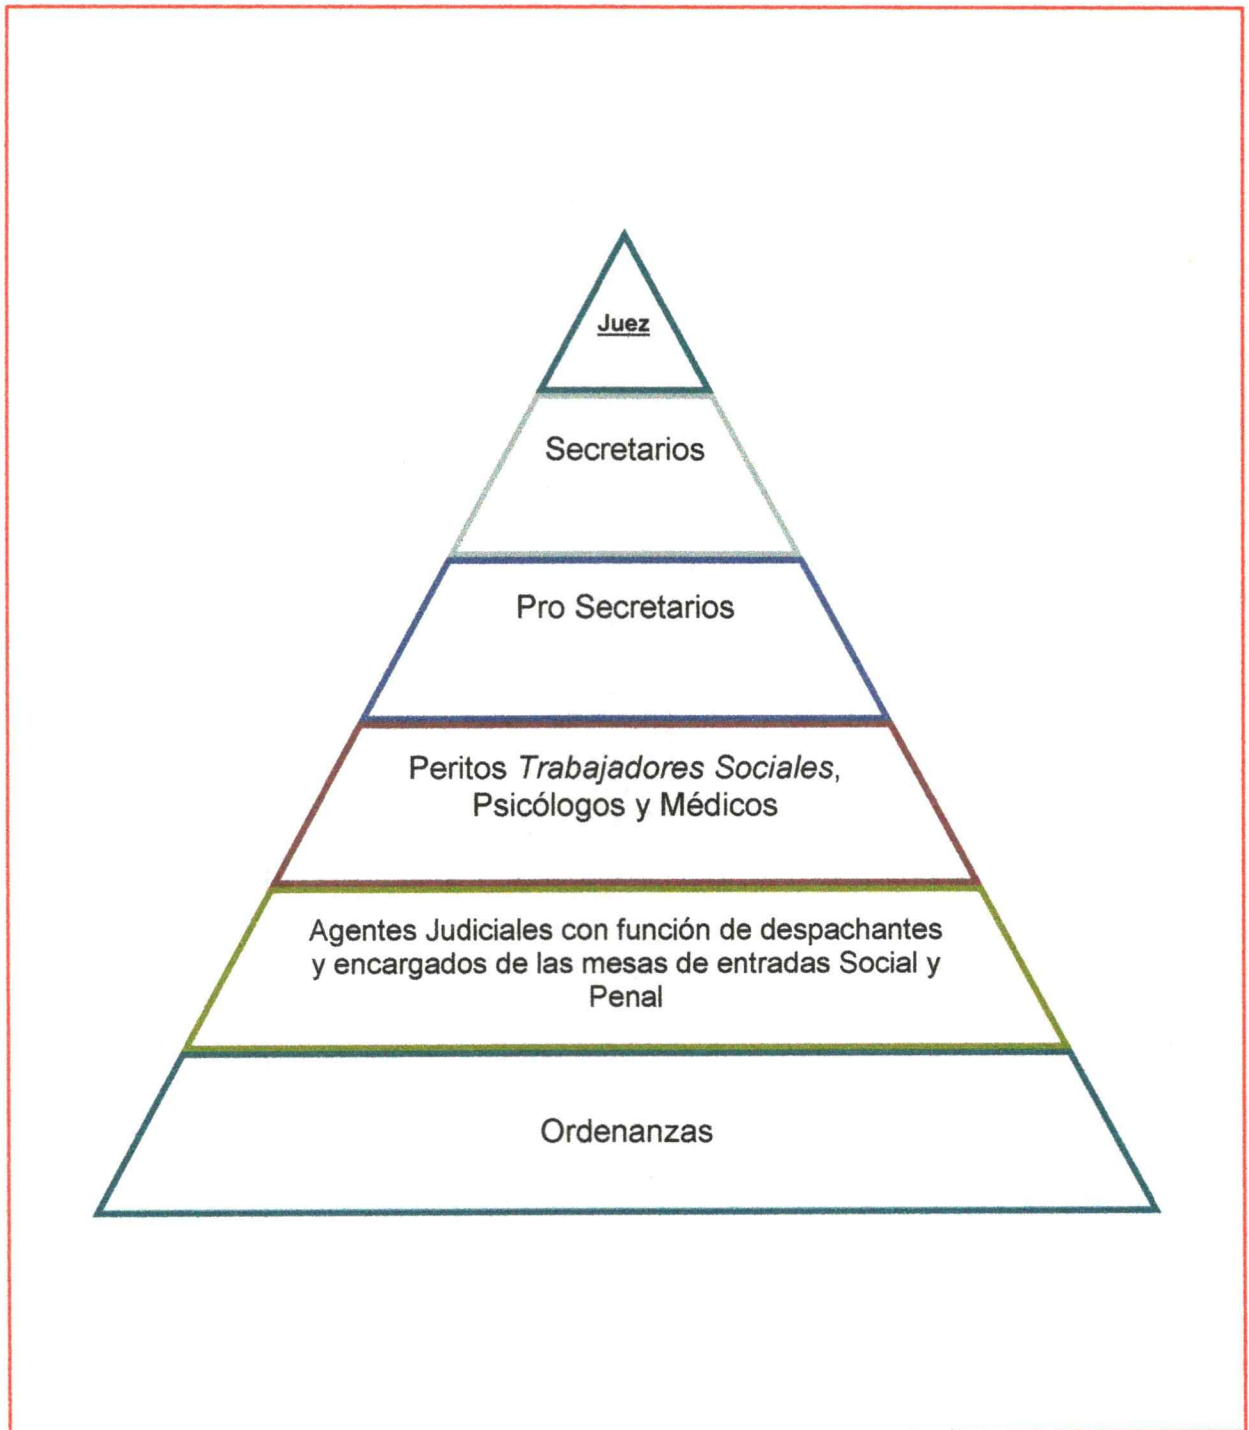 Juez
Secretarios
Pro Secretarios
Peritos Trabajadores Sociales,
Psicólogos y Médicos
Agentes Judiciales con función de despachantes
y encargados de las mesas de entradas Social y
Penal
Ordenanzas